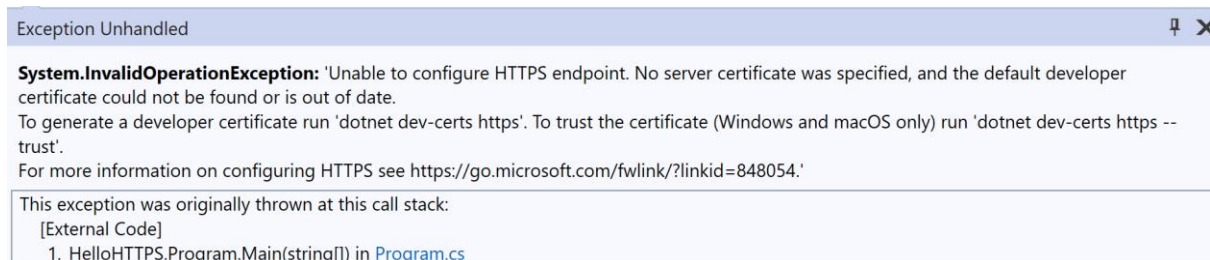 Exception Unhandled
System.InvalidOperationException: 'Unable to configure HTTPS endpoint. No server certificate was specified, and the default developer
certificate could not be found or is out of date.
To generate a developer certificate run 'dotnet dev-certs https'. To trust the certificate (Windows and macOS only) run 'dotnet dev-certs https --
trust'.
For more information on configuring HTTPS see https://go.microsoft.com/fwlink/?linkid=848054.'
This exception was originally thrown at this call stack:
[External Code]
1. HelloHTTPS.Program.Main(string[]) in Program.cs